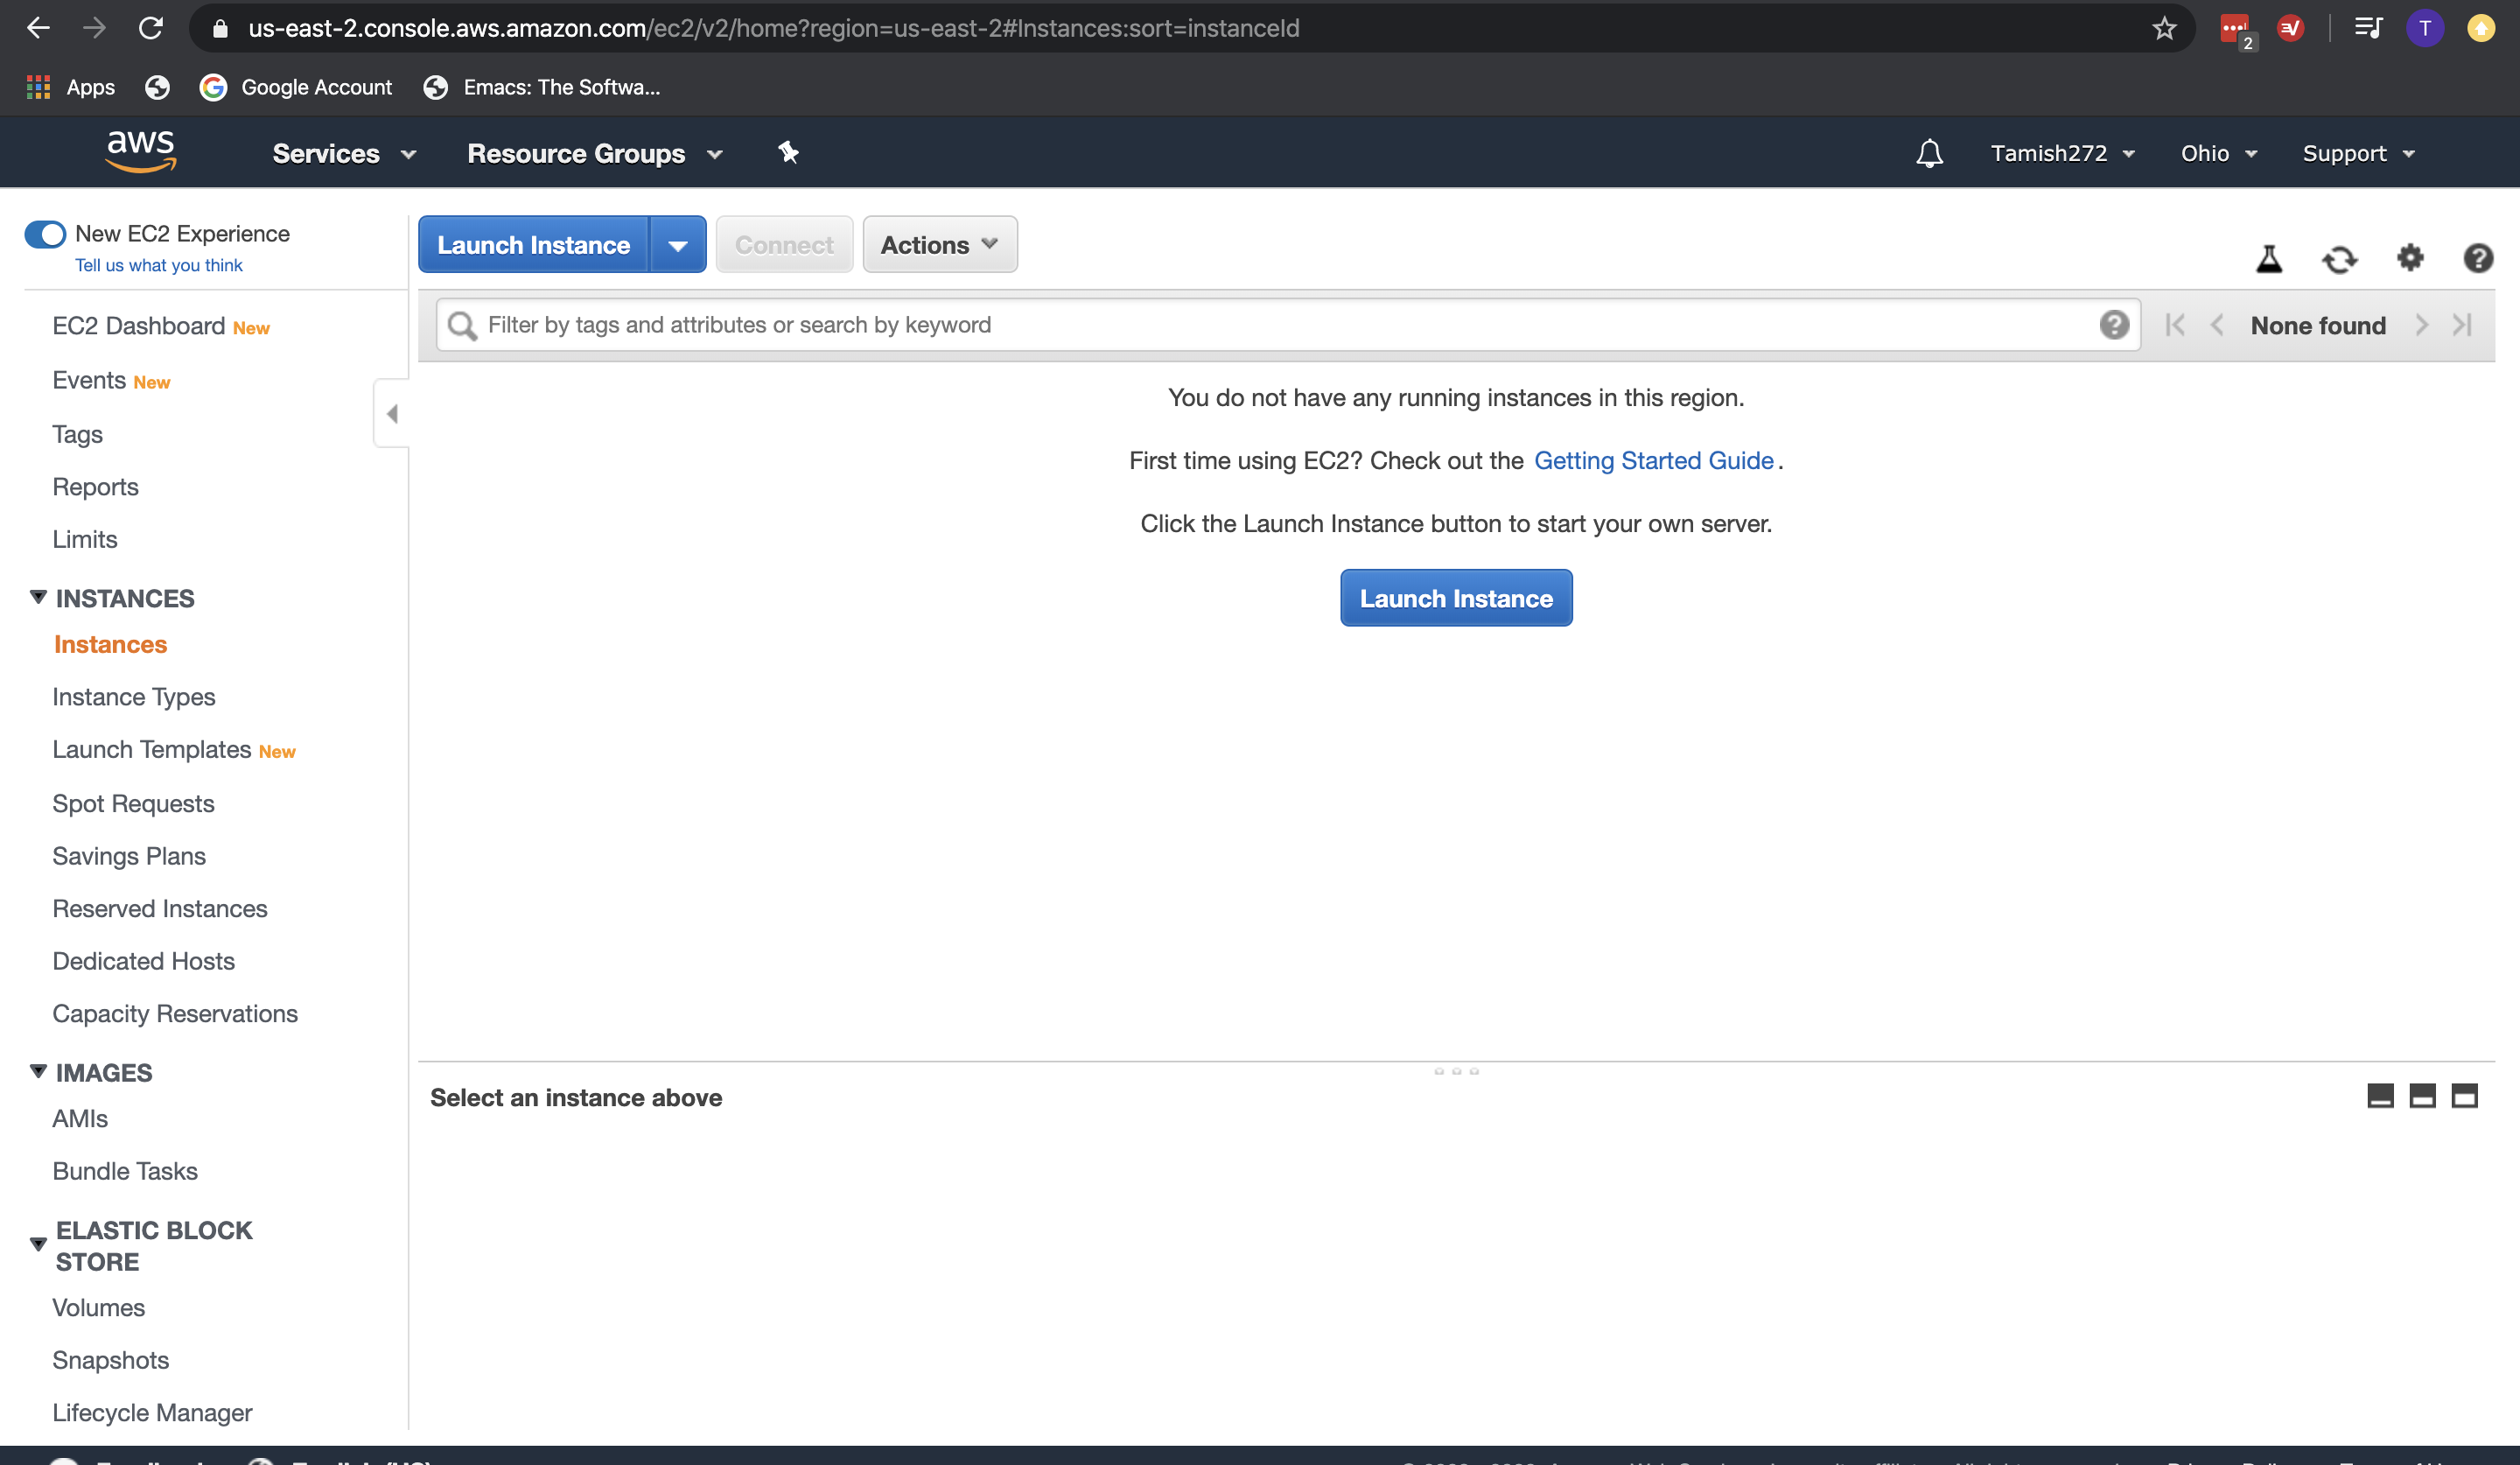 us-east-2.console.aws.amazon.com/ec2/v2/home?region=us-east-2#Instances:sort=instanceId
2
T
Apps
Google Account
Emacs: The Softwa...
aws
Services
Resource Groups
Tamish272
Ohio
Support
New EC2 Experience
Tell us what you think
Launch Instance
Connect
Actions
Filter by tags and attributes or search by keyword
None found
EC2 Dashboard New
Events New
Tags
Reports
Limits
INSTANCES
Instances
Instance Types
Launch Templates New
Spot Requests
Savings Plans
Reserved Instances
Dedicated Hosts
Capacity Reservations
IMAGES
AMIs
Bundle Tasks
ELASTIC BLOCK
STORE
Volumes
Snapshots
Lifecycle Manager
You do not have any running instances in this region.
First time using EC2? Check out the Getting Started Guide.
Click the Launch Instance button to start your own server.
Launch Instance
Select an instance above
English (US)